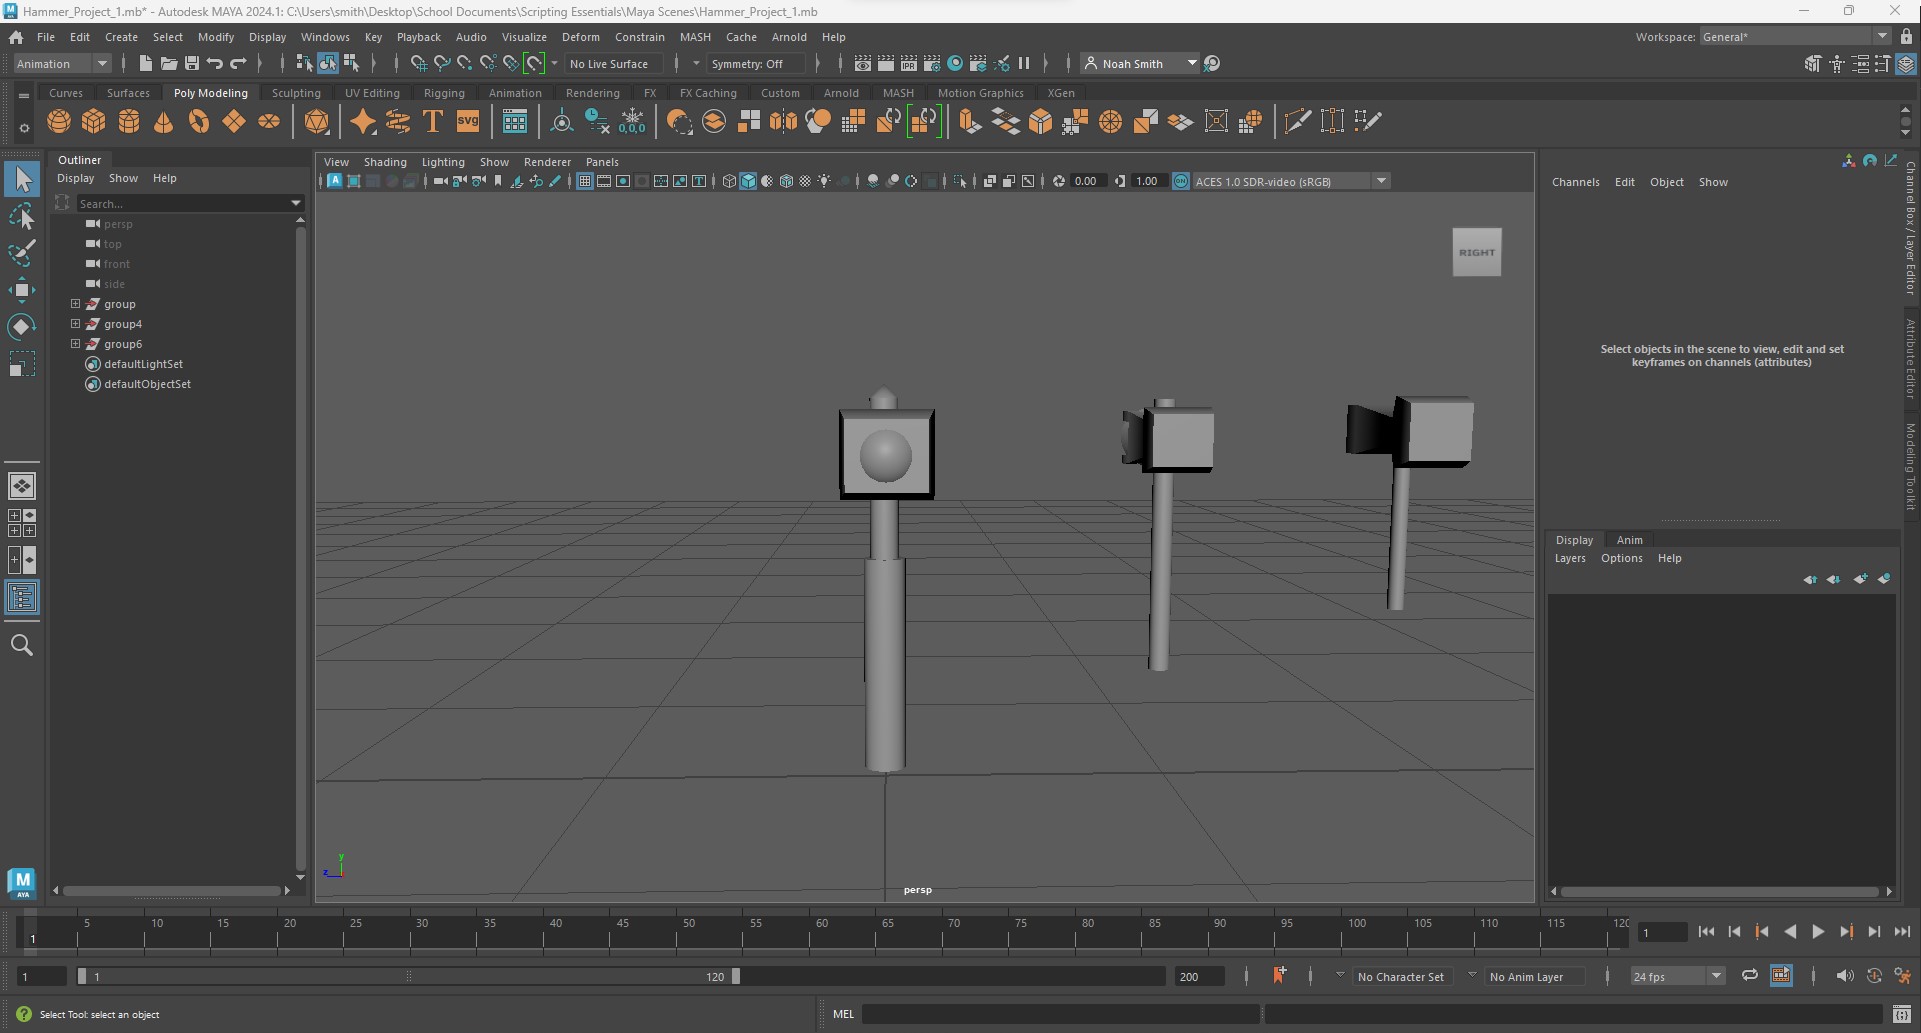 Hammer_Project_1.mb* - Autodesk MAYA 2024.1: C:\Users\smith\Desktop\School Documents\Scripting Essentials\Maya Scenes\Hammer_Project_1.mb
File Edit Create Select Modify Display Windows Key Playback Audio Visualize Deform Constrain MASH Cache Arnold Help
Workspace: General*
Animation
No Live Surface
Symmetry: Off
Noah Smith
Curves Surfaces Poly Modeling Sculpting UV Editing Rigging Animation Rendering FX FX Caching Custom Arnold MASH Motion Graphics XGen
T
svg
0,0,0
IPR
Outliner
Display Show Help
Search...
persp
top
front
side
group
group4
group6
defaultLightSet
defaultObjectSet
View Shading Lighting Show Renderer Panels
0.00
1.00
ON
ACES 1.0 SDR-video (sRGB)
RIGHT
y
z
persp
Channels Edit Object Show
Select objects in the scene to view, edit and set
keyframes on channels (attributes)
Channel Box / Layer Editor
Attribute Editor
Modeling Toolkit
Display Anim
Layers Options Help
M
AYA
5 10 15 20 25 30 35 40 45 50 55 60 65 70 75 80 85 90 95 100 105 110 115 120
1
1
1
1
120
200
No Character Set
No Anim Layer
24 fps
Select Tool: select an object
MEL